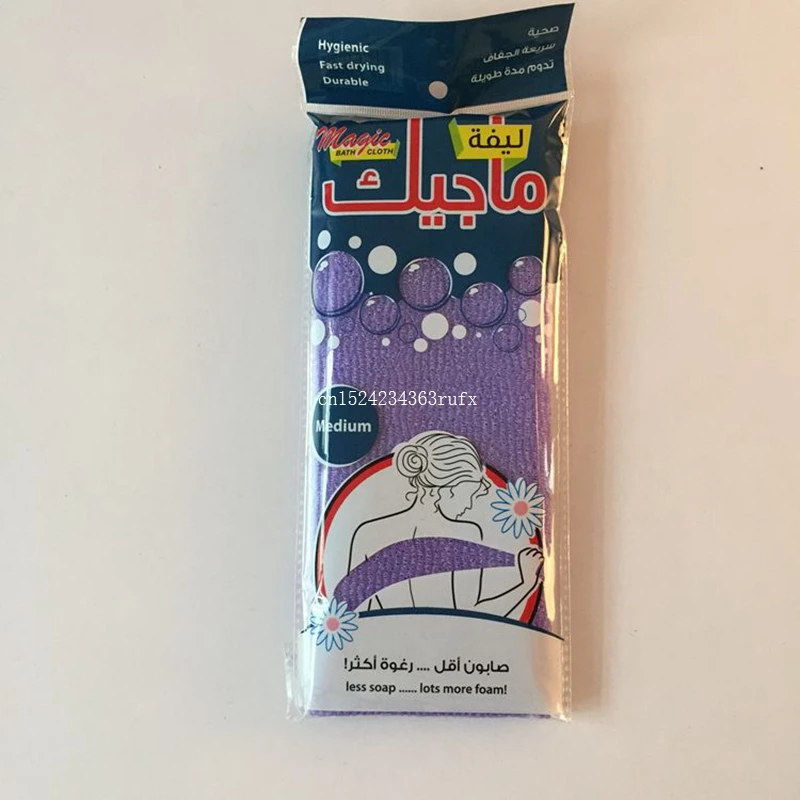 Hygienic
Fast drying
Durable
صحية
سريعة الجفاف
تدوم مدة طويلة
Magic
BATH CLOTH
ليفة
ماجيك
cn1524234363rufx
Medium
صابون أقل .... رغوة أكثر!
less soap ...... lots more foam!